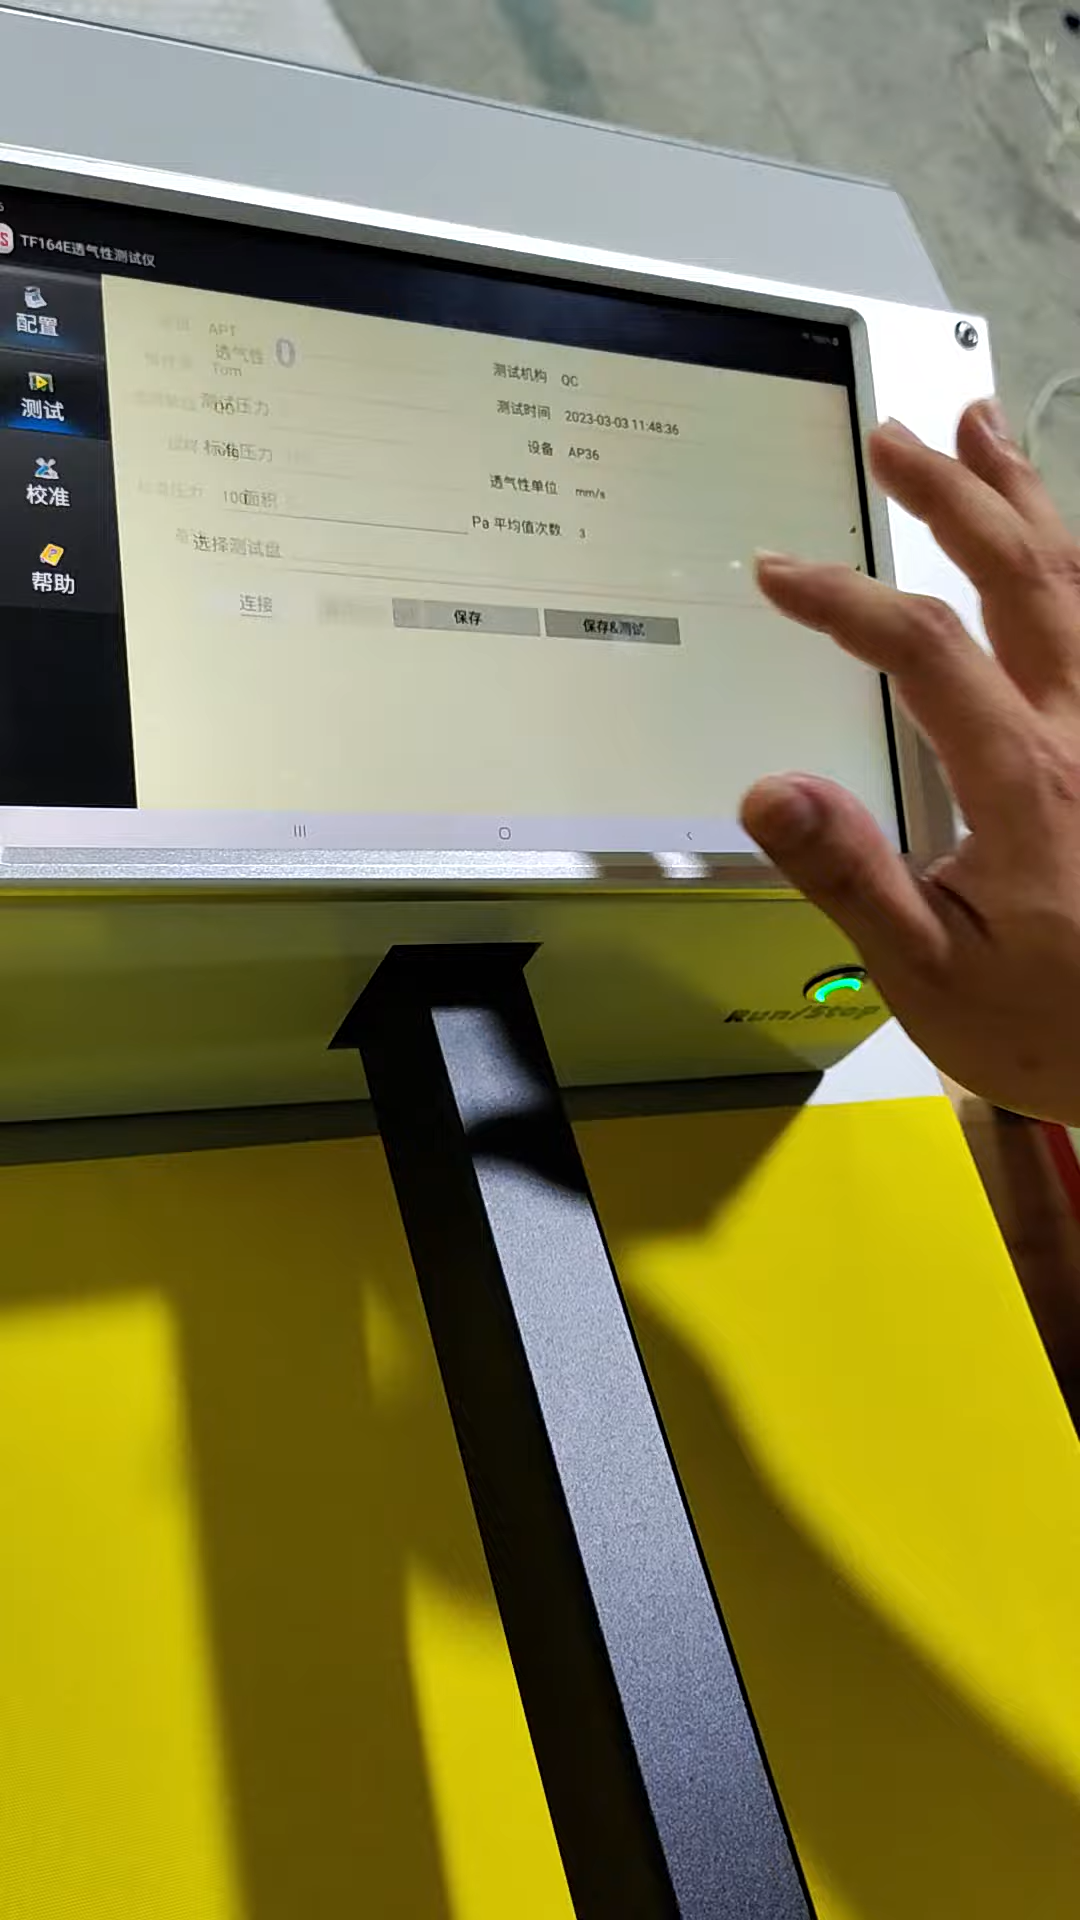 TF164E透气性测试仪
配置
测试
校准
帮助
APT
透气性
Tom
测试压力
标准压力
100
面积
选择测试盘
连接
测试机构 QC
测试时间 2023-03-03 11:48:36
设备 AP36
透气性单位 mm/s
Pa 平均值次数 3
保存
保存&测试
Run/Stop